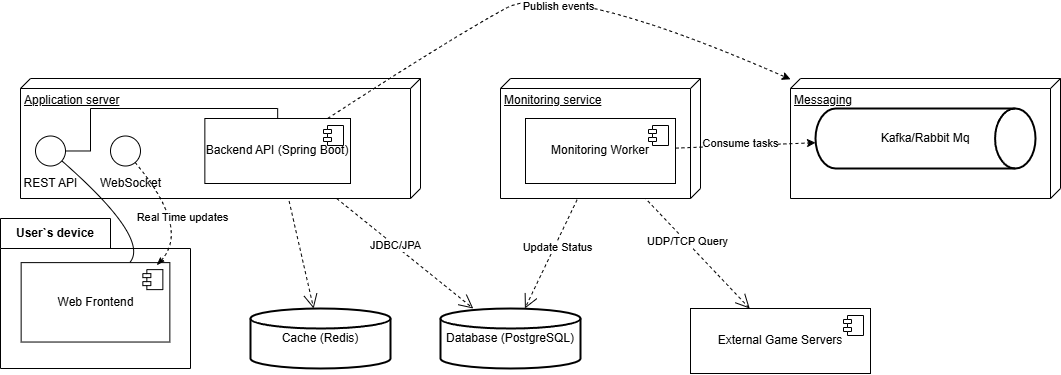 Publish events
Application server
Monitoring service
Messaging
Backend API (Spring Boot)
Monitoring Worker
Consume tasks
Kafka/Rabbit Mq
REST API
WebSocket
Real Time updates
User`s device
JDBC/JPA
Update Status
UDP/TCP Query
Web Frontend
Cache (Redis)
Database (PostgreSQL)
External Game Servers